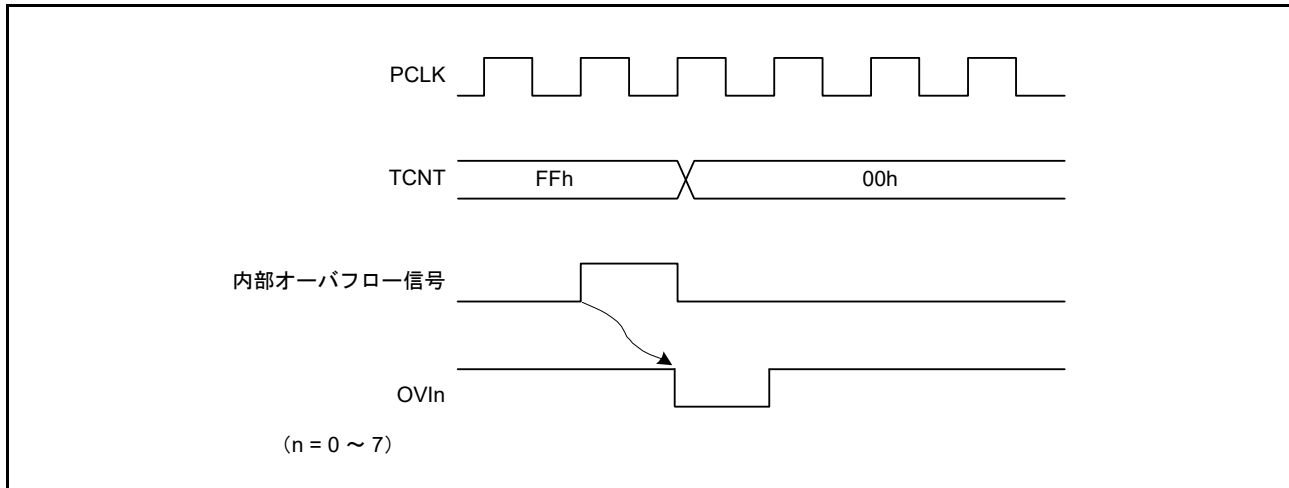 PCLK
TCNT FFh 00h
内部オーバフロー信号
OVIn
（n = 0 ～ 7）